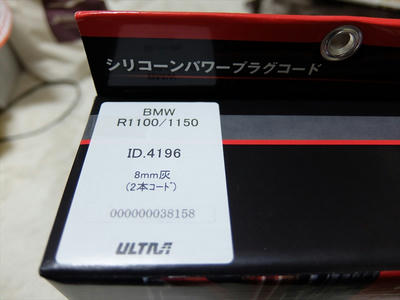 シリコーンパワープラグコード
BMW
R1100/1150
ID.4196
8mm灰
(2本ｺｰﾄﾞ)
000000038158
ULTRA